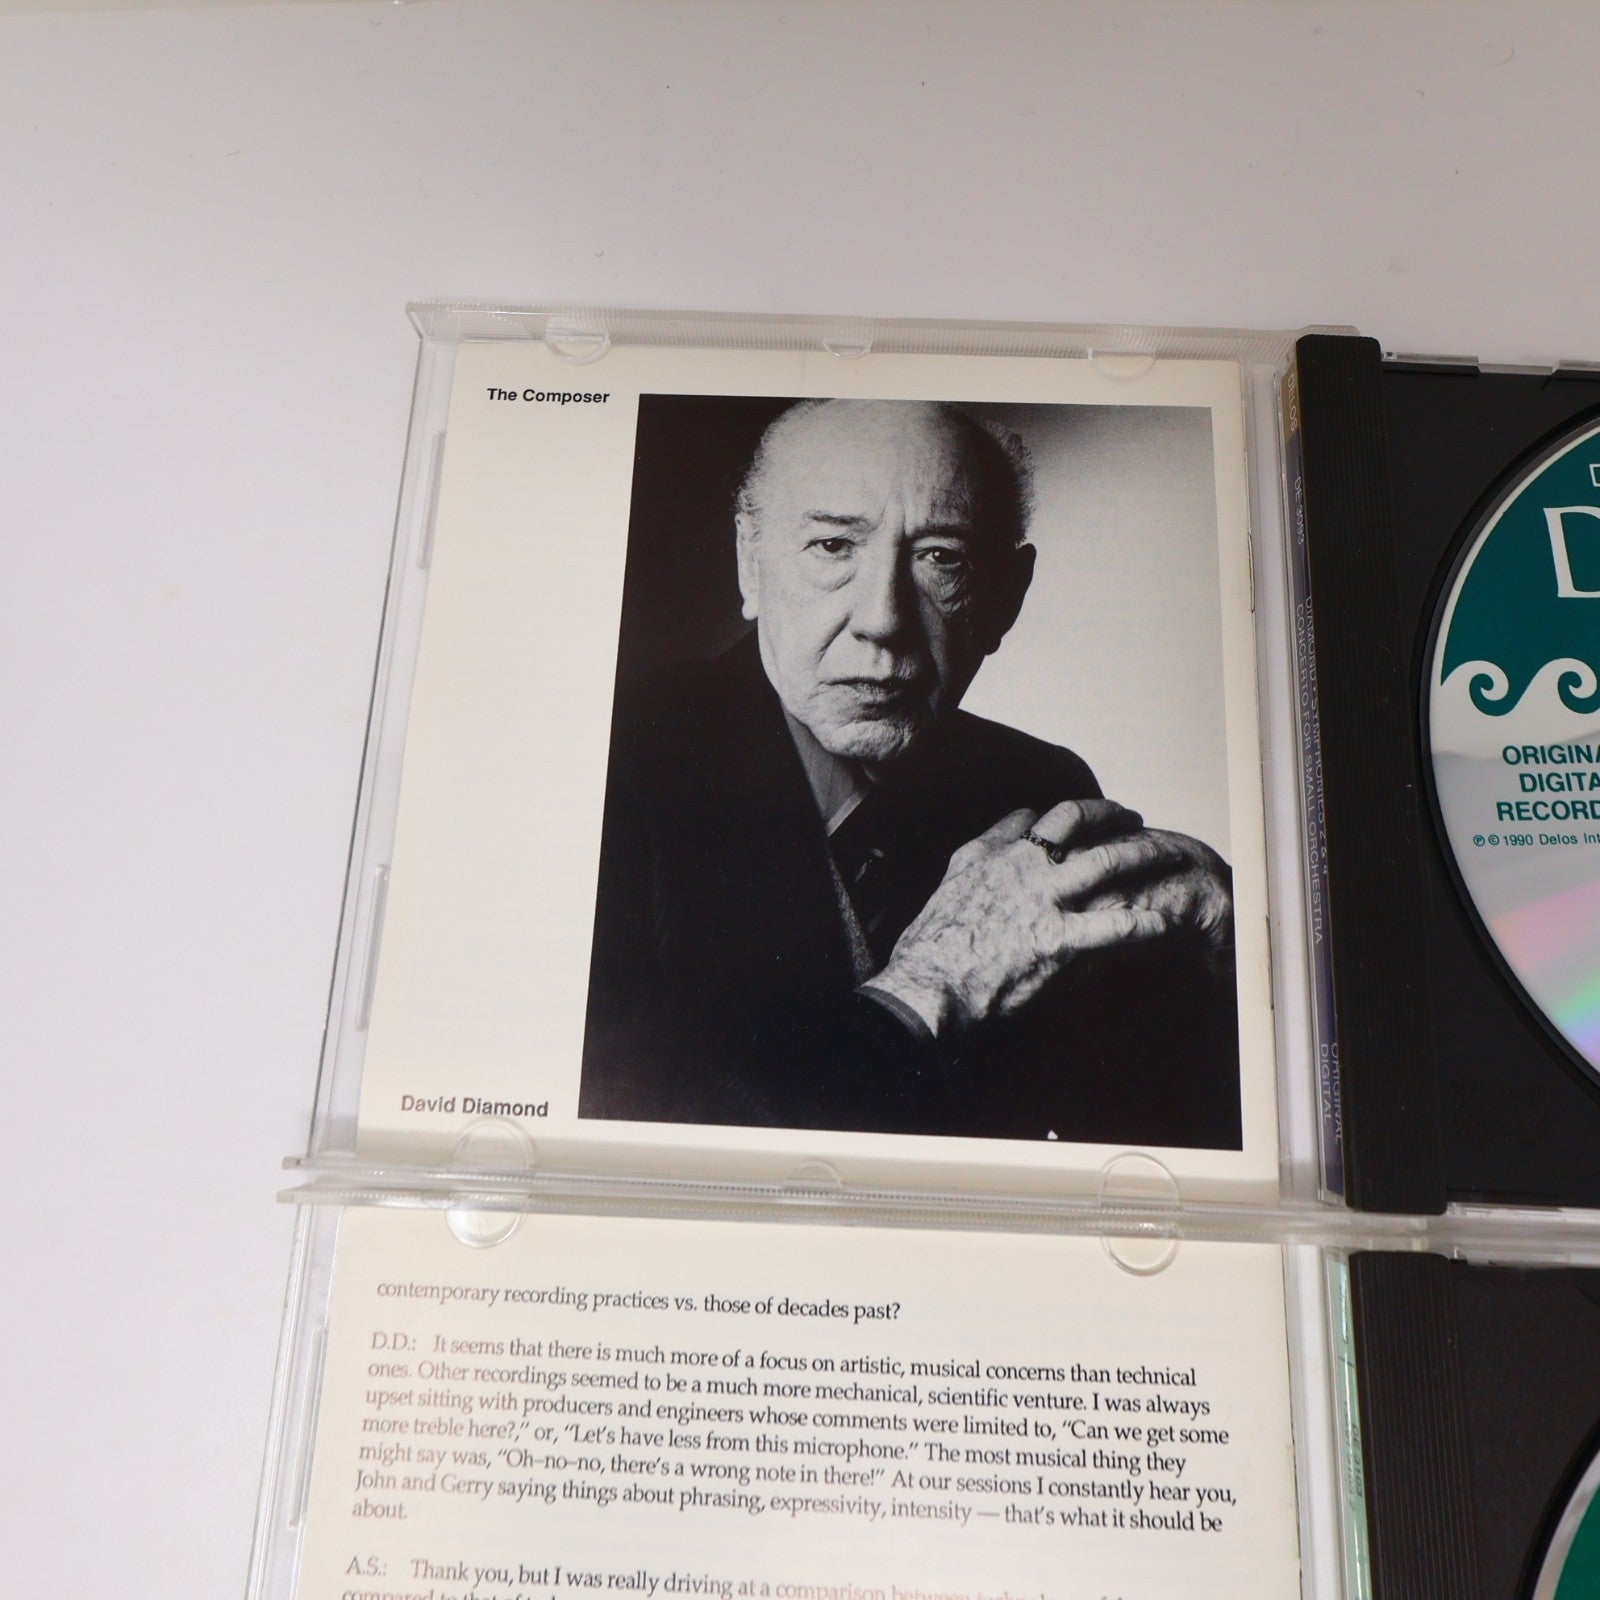 The Composer
David Diamond
DELOS
DE 3093
DIAMOND • SYMPHONIES 2 & 4
CONCERTO FOR SMALL ORCHESTRA
ORIGINAL
DIGITAL
ORIGINA
DIGITA
RECORD
℗ © 1990 Delos Int
contemporary recording practices vs. those of decades past?
D.D.: It seems that there is much more of a focus on artistic, musical concerns than technical
ones. Other recordings seemed to be a much more mechanical, scientific venture. I was always
upset sitting with producers and engineers whose comments were limited to, “Can we get some
more treble here?,” or, “Let’s have less from this microphone.” The most musical thing they
might say was, “Oh–no–no, there’s a wrong note in there!” At our sessions I constantly hear you,
John and Gerry saying things about phrasing, expressivity, intensity — that’s what it should be
about.
A.S.: Thank you, but I was really driving at a comparison between
compared to that of